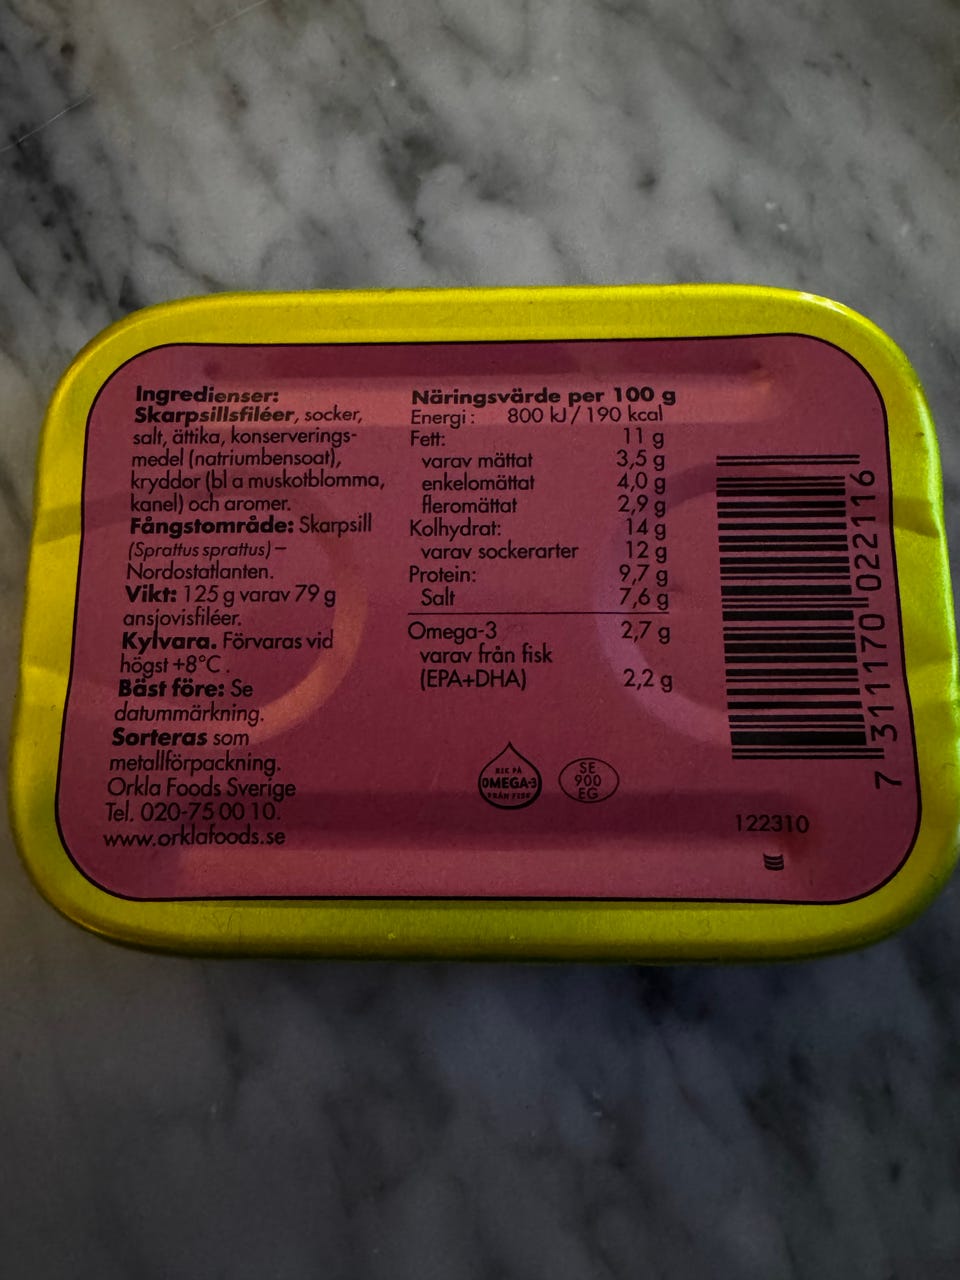 Ingredienser:
Skarpsillsfiléer, socker,
salt, ättika, konserverings-
medel (natriumbensoat),
kryddor (bl a muskotblomma,
kanel) och aromer.
Fångstområde: Skarpsill
(Sprattus sprattus) –
Nordostatlanten.
Vikt: 125 g varav 79 g
ansjovisfiléer.
Kylvara. Förvaras vid
högst +8°C.
Bäst före: Se
datummärkning.
Sorteras som
metallförpackning.
Orkla Foods Sverige
Tel. 020-75 00 10.
www.orklafoods.se
Näringsvärde per 100 g
Energi: 800 kJ / 190 kcal
Fett: 11 g
varav mättat 3,5 g
enkelomättat 4,0 g
fleromättat 2,9 g
Kolhydrat: 14 g
varav sockerarter 12 g
Protein: 9,7 g
Salt 7,6 g
Omega-3 2,7 g
varav från fisk
(EPA+DHA) 2,2 g
RIK PÅ
OMEGA-3
FRÅN FISK
SE
900
EG
7 311170 022116
122310